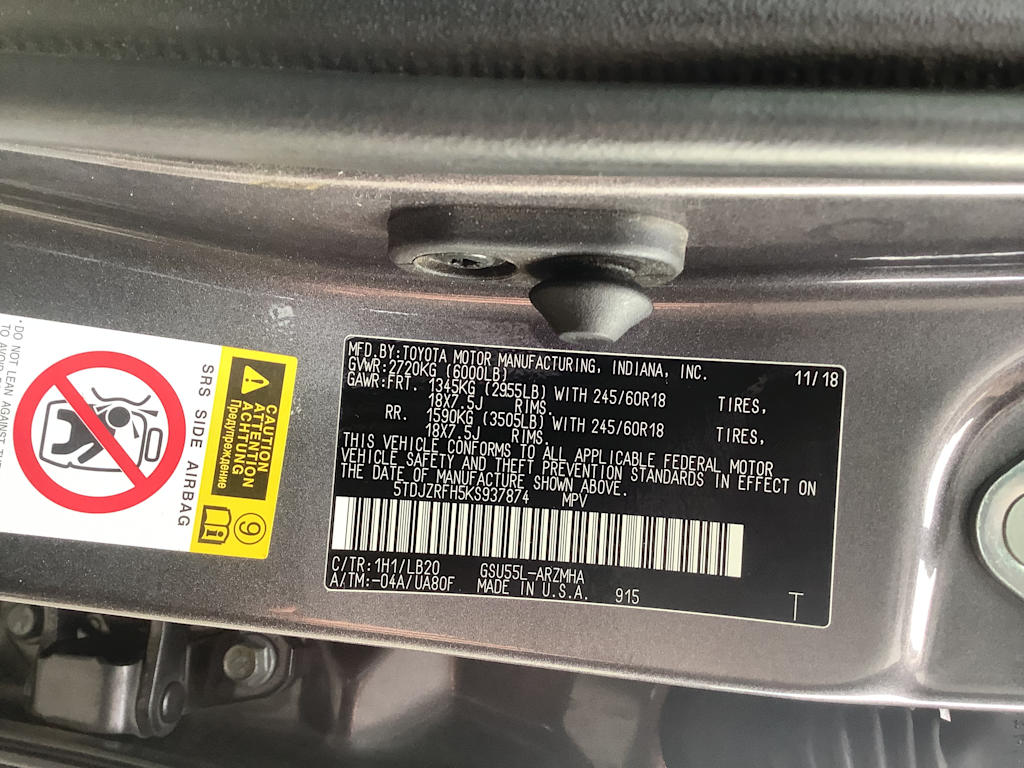 MFD.BY:TOYOTA MOTOR MANUFACTURING, INDIANA, INC. 11/18
GVWR:2720KG (6000LB)
GAWR:FRT. 1345KG (2955LB) WITH 245/60R18 TIRES,
18X7.5J RIMS.
RR. 1590KG (3505LB) WITH 245/60R18 TIRES,
18X7.5J RIMS.
THIS VEHICLE CONFORMS TO ALL APPLICABLE FEDERAL MOTOR
VEHICLE SAFETY AND THEFT PREVENTION STANDARDS IN EFFECT ON
THE DATE OF MANUFACTURE SHOWN ABOVE.
5TDJZRFH5KS937874 MPV
C/TR:1H1/LB20 GSU55L-ARZMHA
A/TM:-04A/UA80F MADE IN U.S.A. 915
T
CAUTION
ATTENTION
ACHTUNG
Предупреждение
9
i
SRS SIDE AIRBAG
•DO NOT LEAN AGAINST
TO AVOID